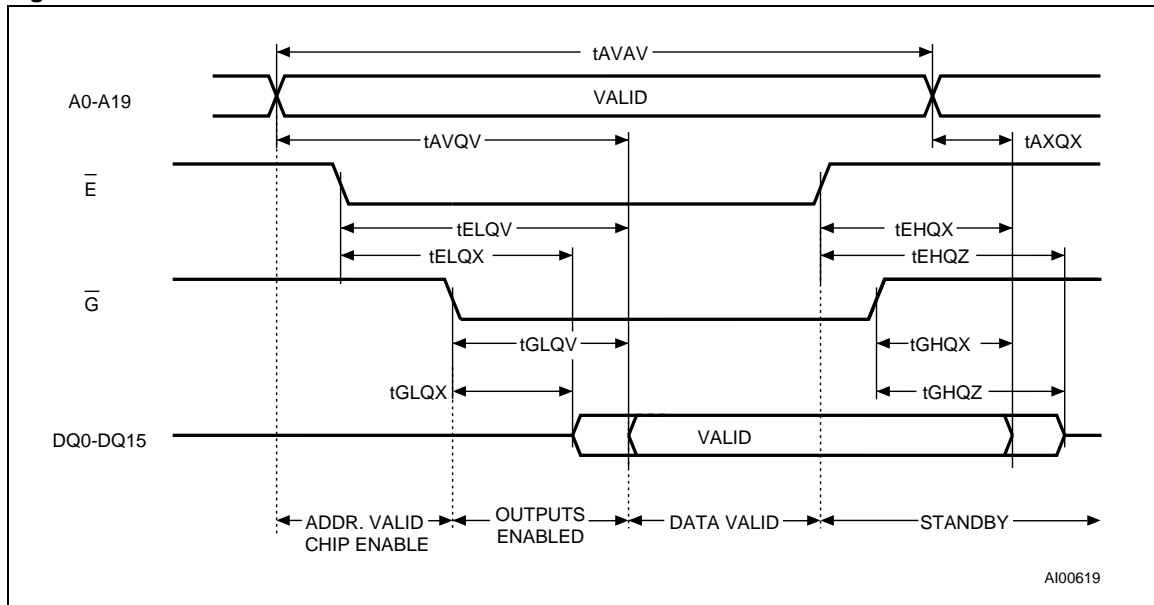 tAVAV
A0-A19
VALID
tAVQV
tAXQX
E
tELQV
tEHQX
tELQX
tEHQZ
G
tGLQV
tGHQX
tGLQX
tGHQZ
DQ0-DQ15
VALID
ADDR. VALID
CHIP ENABLE
OUTPUTS
ENABLED
DATA VALID
STANDBY
AI00619